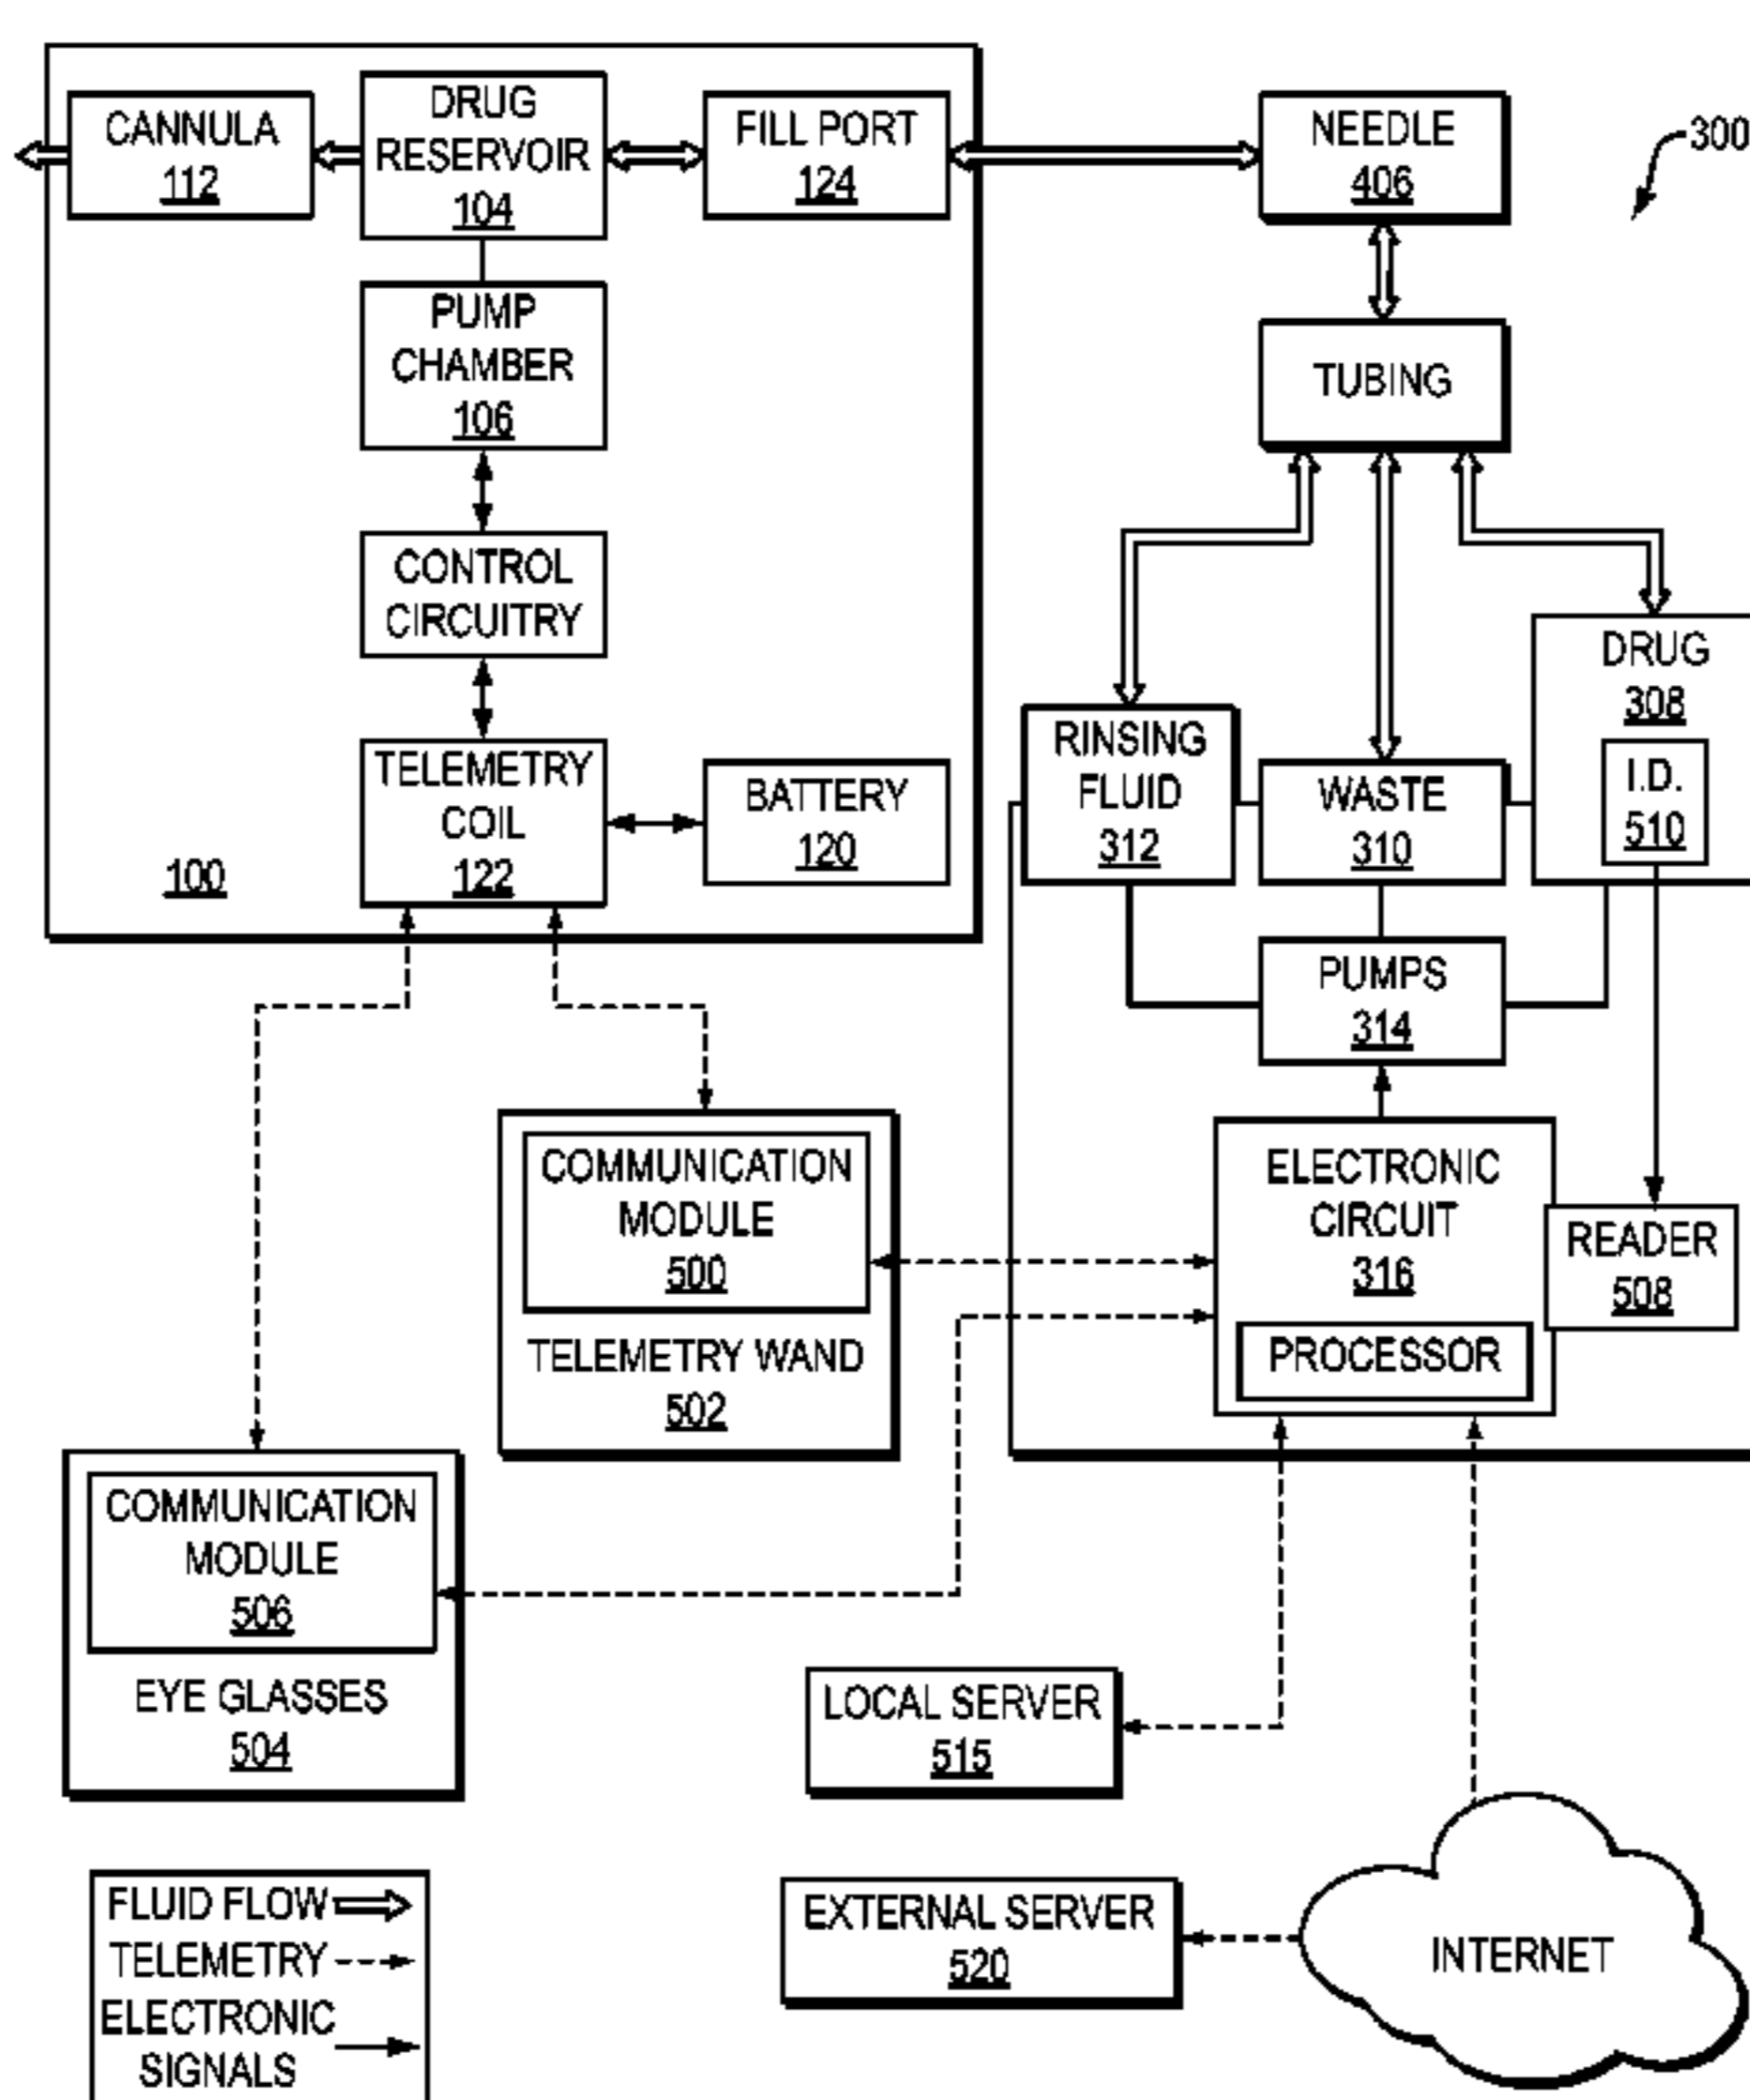 CANNULA
112
DRUG
RESERVOIR
104
FILL PORT
124
NEEDLE
406
300
PUMP
CHAMBER
106
TUBING
CONTROL
CIRCUITRY
TELEMETRY
COIL
122
BATTERY
120
100
RINSING
FLUID
312
WASTE
310
DRUG
308
I.D.
510
PUMPS
314
COMMUNICATION
MODULE
500
TELEMETRY WAND
502
ELECTRONIC
CIRCUIT
316
PROCESSOR
READER
508
COMMUNICATION
MODULE
506
EYE GLASSES
504
LOCAL SERVER
515
EXTERNAL SERVER
520
INTERNET
FLUID FLOW
TELEMETRY
ELECTRONIC
SIGNALS